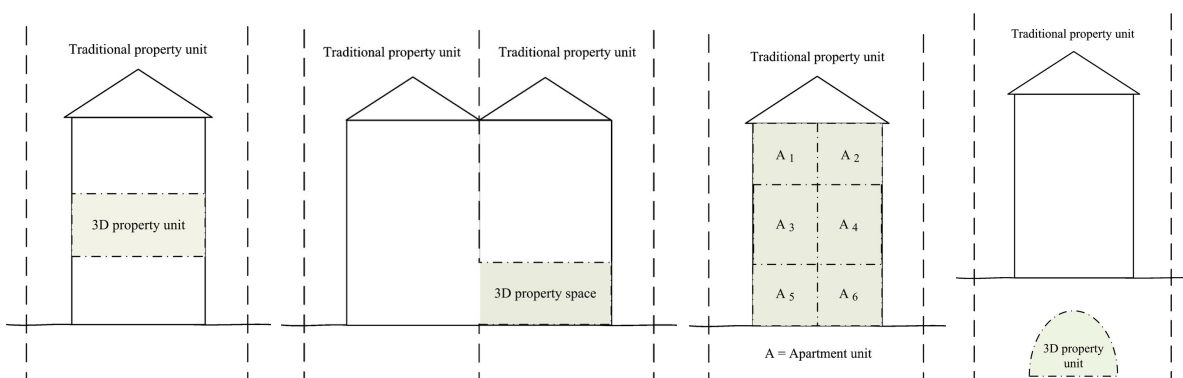 Traditional property unit
3D property unit
Traditional property unit
Traditional property unit
3D property space
Traditional property unit
A 1
A 2
A 3
A 4
A 5
A 6
A = Apartment unit
Traditional property unit
3D property
unit